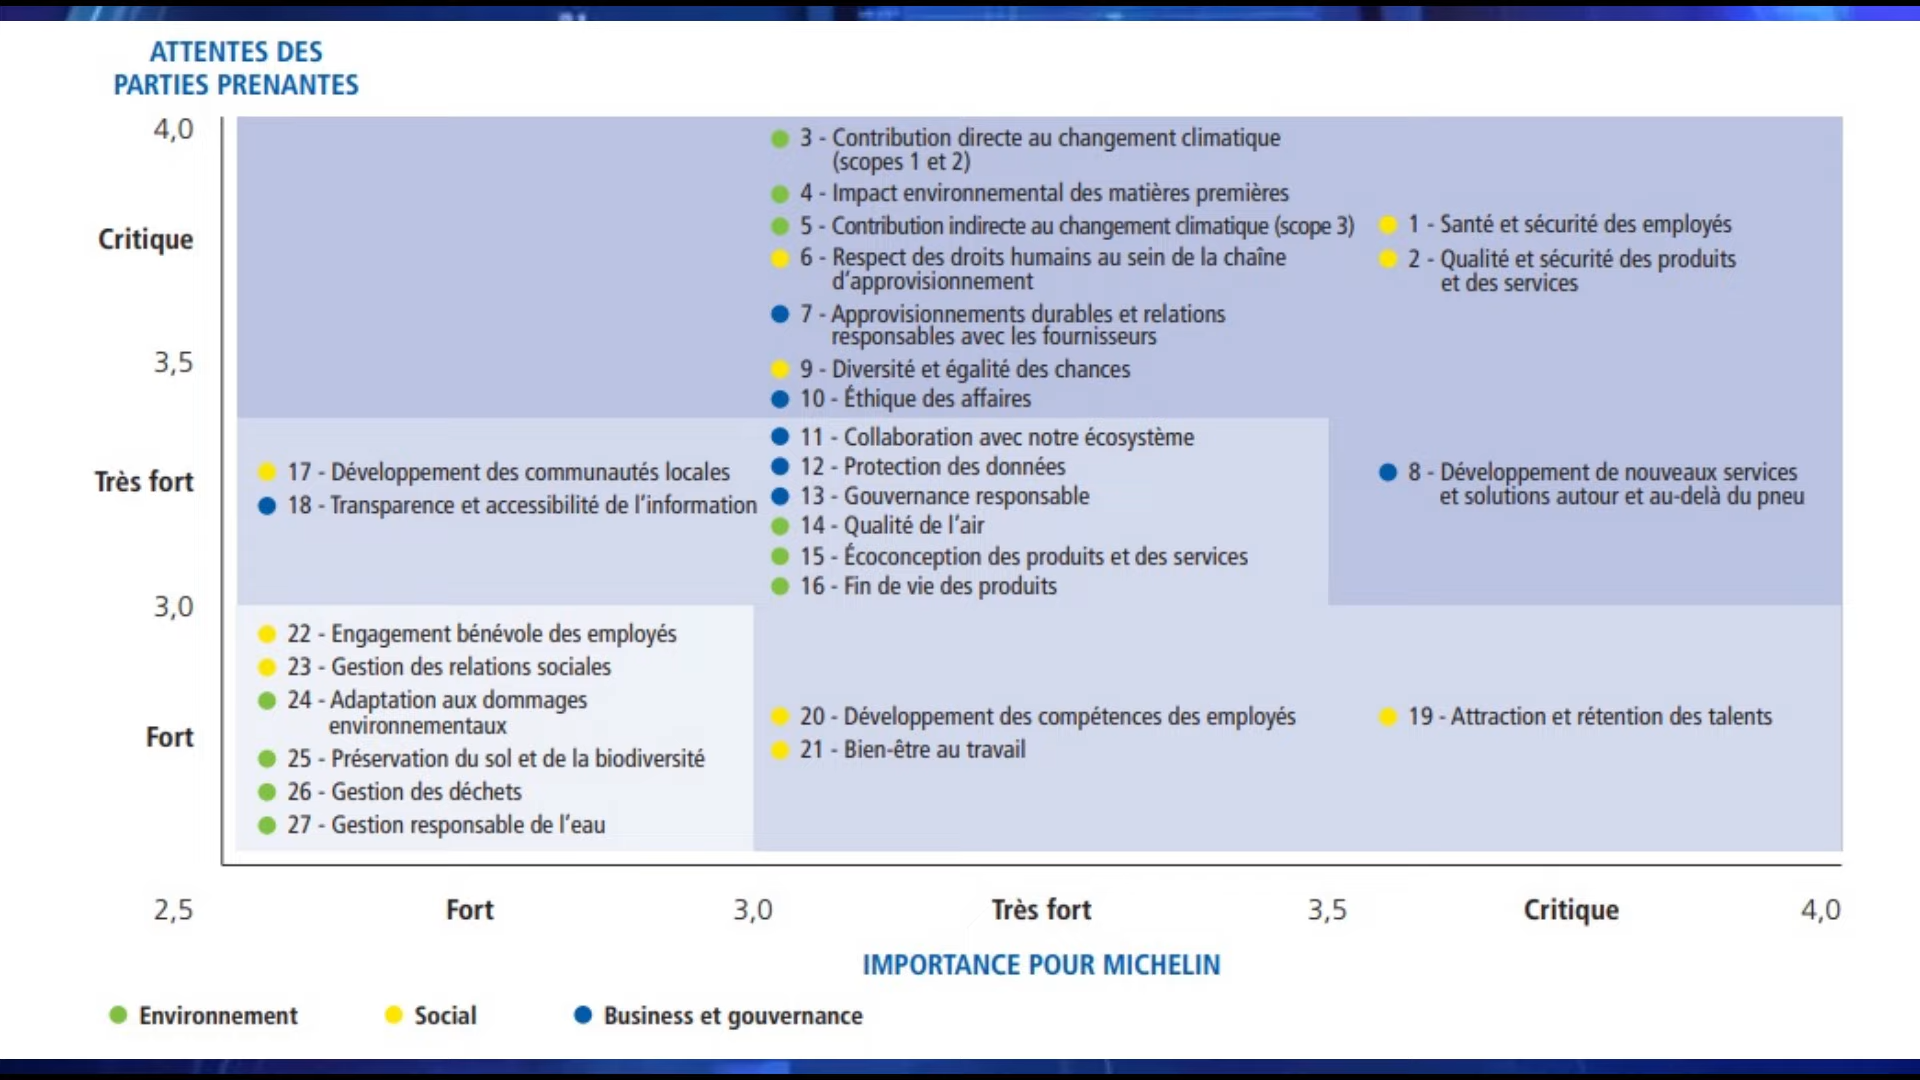 ATTENTES DES
PARTIES PRENANTES
4,0
Critique
3,5
Très fort
3,0
Fort
2,5
3 - Contribution directe au changement climatique
(scopes 1 et 2)
4 - Impact environnemental des matières premières
5 - Contribution indirecte au changement climatique (scope 3)
6 - Respect des droits humains au sein de la chaîne
d’approvisionnement
7 - Approvisionnements durables et relations
responsables avec les fournisseurs
9 - Diversité et égalité des chances
10 - Éthique des affaires
1 - Santé et sécurité des employés
2 - Qualité et sécurité des produits
et des services
17 - Développement des communautés locales
18 - Transparence et accessibilité de l’information
11 - Collaboration avec notre écosystème
12 - Protection des données
13 - Gouvernance responsable
14 - Qualité de l’air
15 - Écoconception des produits et des services
16 - Fin de vie des produits
8 - Développement de nouveaux services
et solutions autour et au-delà du pneu
22 - Engagement bénévole des employés
23 - Gestion des relations sociales
24 - Adaptation aux dommages
environnementaux
25 - Préservation du sol et de la biodiversité
26 - Gestion des déchets
27 - Gestion responsable de l’eau
20 - Développement des compétences des employés
21 - Bien-être au travail
19 - Attraction et rétention des talents
Fort
3,0
Très fort
3,5
Critique
4,0
IMPORTANCE POUR MICHELIN
Environnement
Social
Business et gouvernance